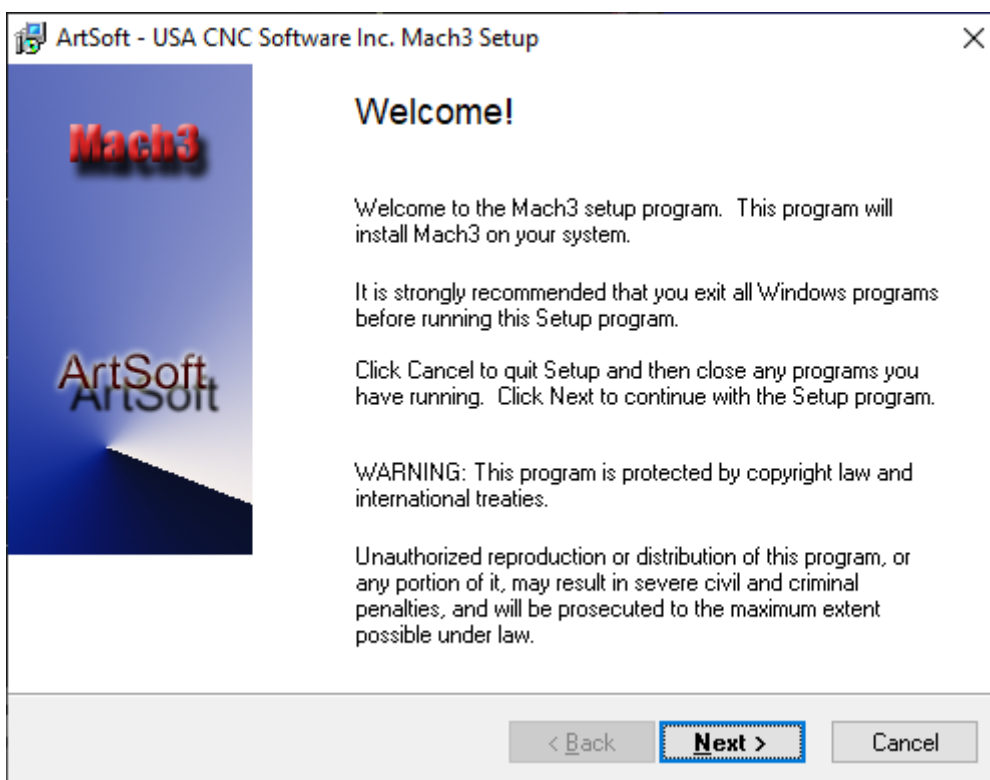 ArtSoft - USA CNC Software Inc. Mach3 Setup
Mach3
ArtSoft
Welcome!
Welcome to the Mach3 setup program.  This program will
install Mach3 on your system.
It is strongly recommended that you exit all Windows programs
before running this Setup program.
Click Cancel to quit Setup and then close any programs you
have running.  Click Next to continue with the Setup program.
WARNING: This program is protected by copyright law and
international treaties.
Unauthorized reproduction or distribution of this program, or
any portion of it, may result in severe civil and criminal
penalties, and will be prosecuted to the maximum extent
possible under law.
< Back
Next >
Cancel